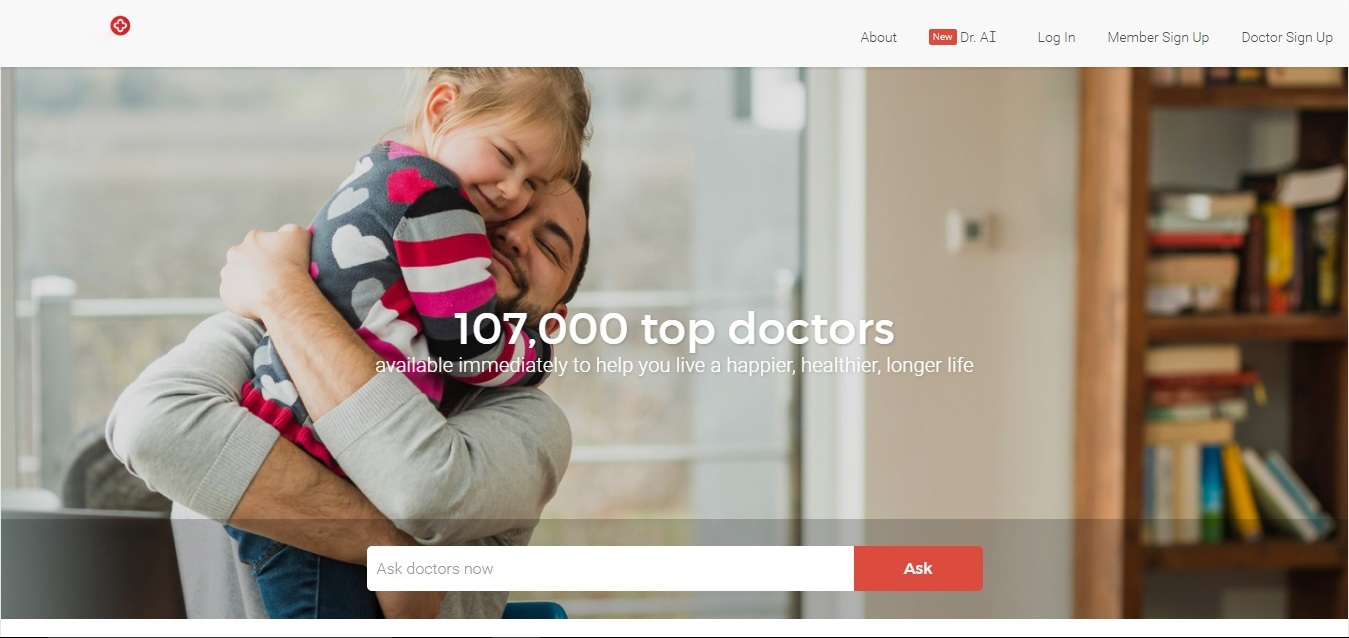 About New Dr. AI Log In Member Sign Up Doctor Sign Up
107,000 top doctors
available immediately to help you live a happier, healthier, longer life
Ask doctors now Ask